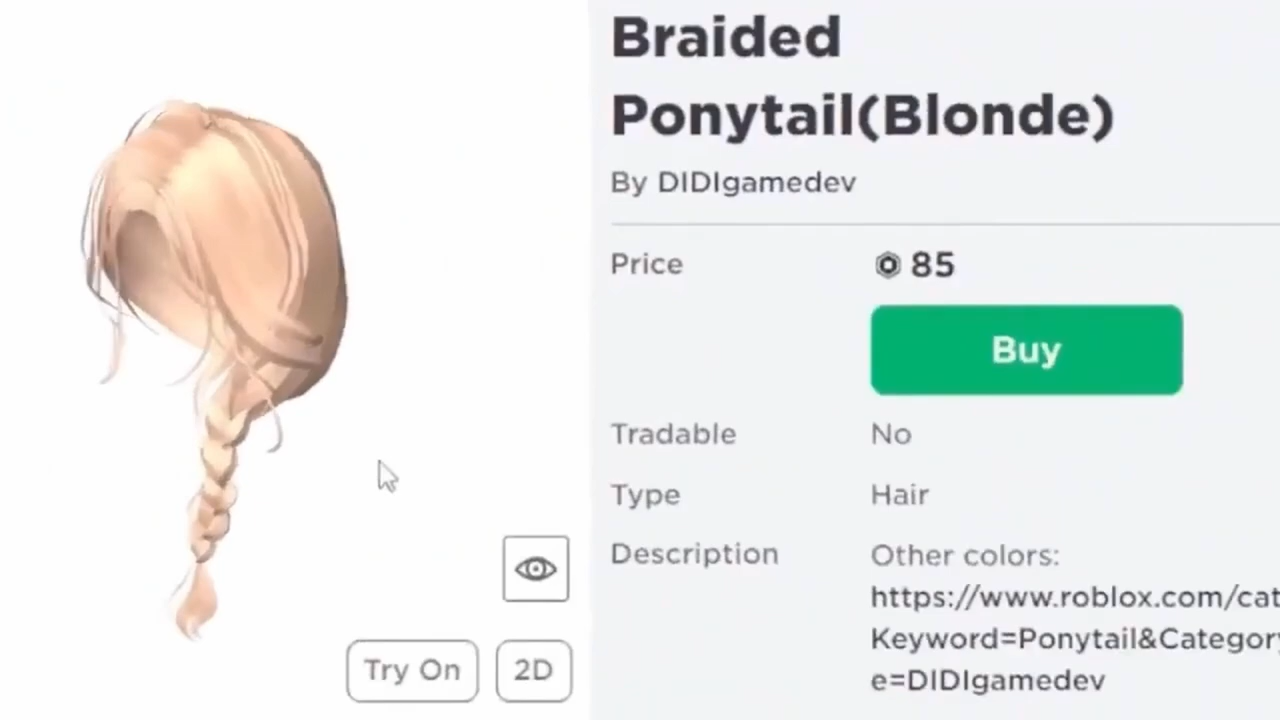 Braided
Ponytail(Blonde)
By DIDIgamedev
Price 85
Buy
Tradable No
Type Hair
Description Other colors:
https://www.roblox.com/cat
Keyword=Ponytail&Category
e=DIDIgamedev
Try On 2D